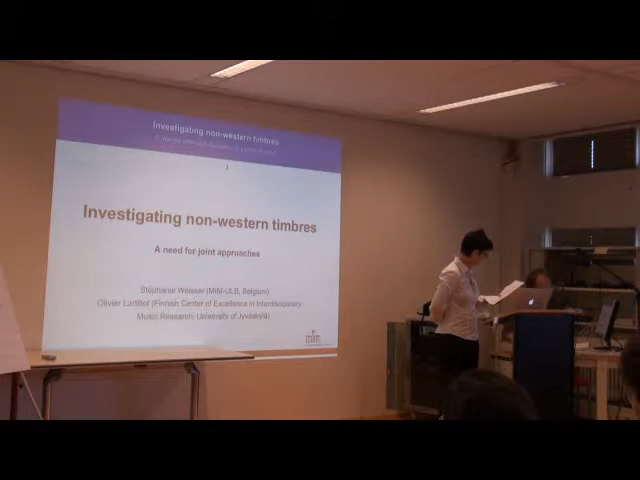 Investigating non-western timbres
Investigating non-western timbres
A need for joint approaches
Stéphanie Weisser (MIM-ULB, Belgium)
Olivier Lartillot (Finnish Center of Excellence in Interdisciplinary
Music Research, University of Jyväskylä)